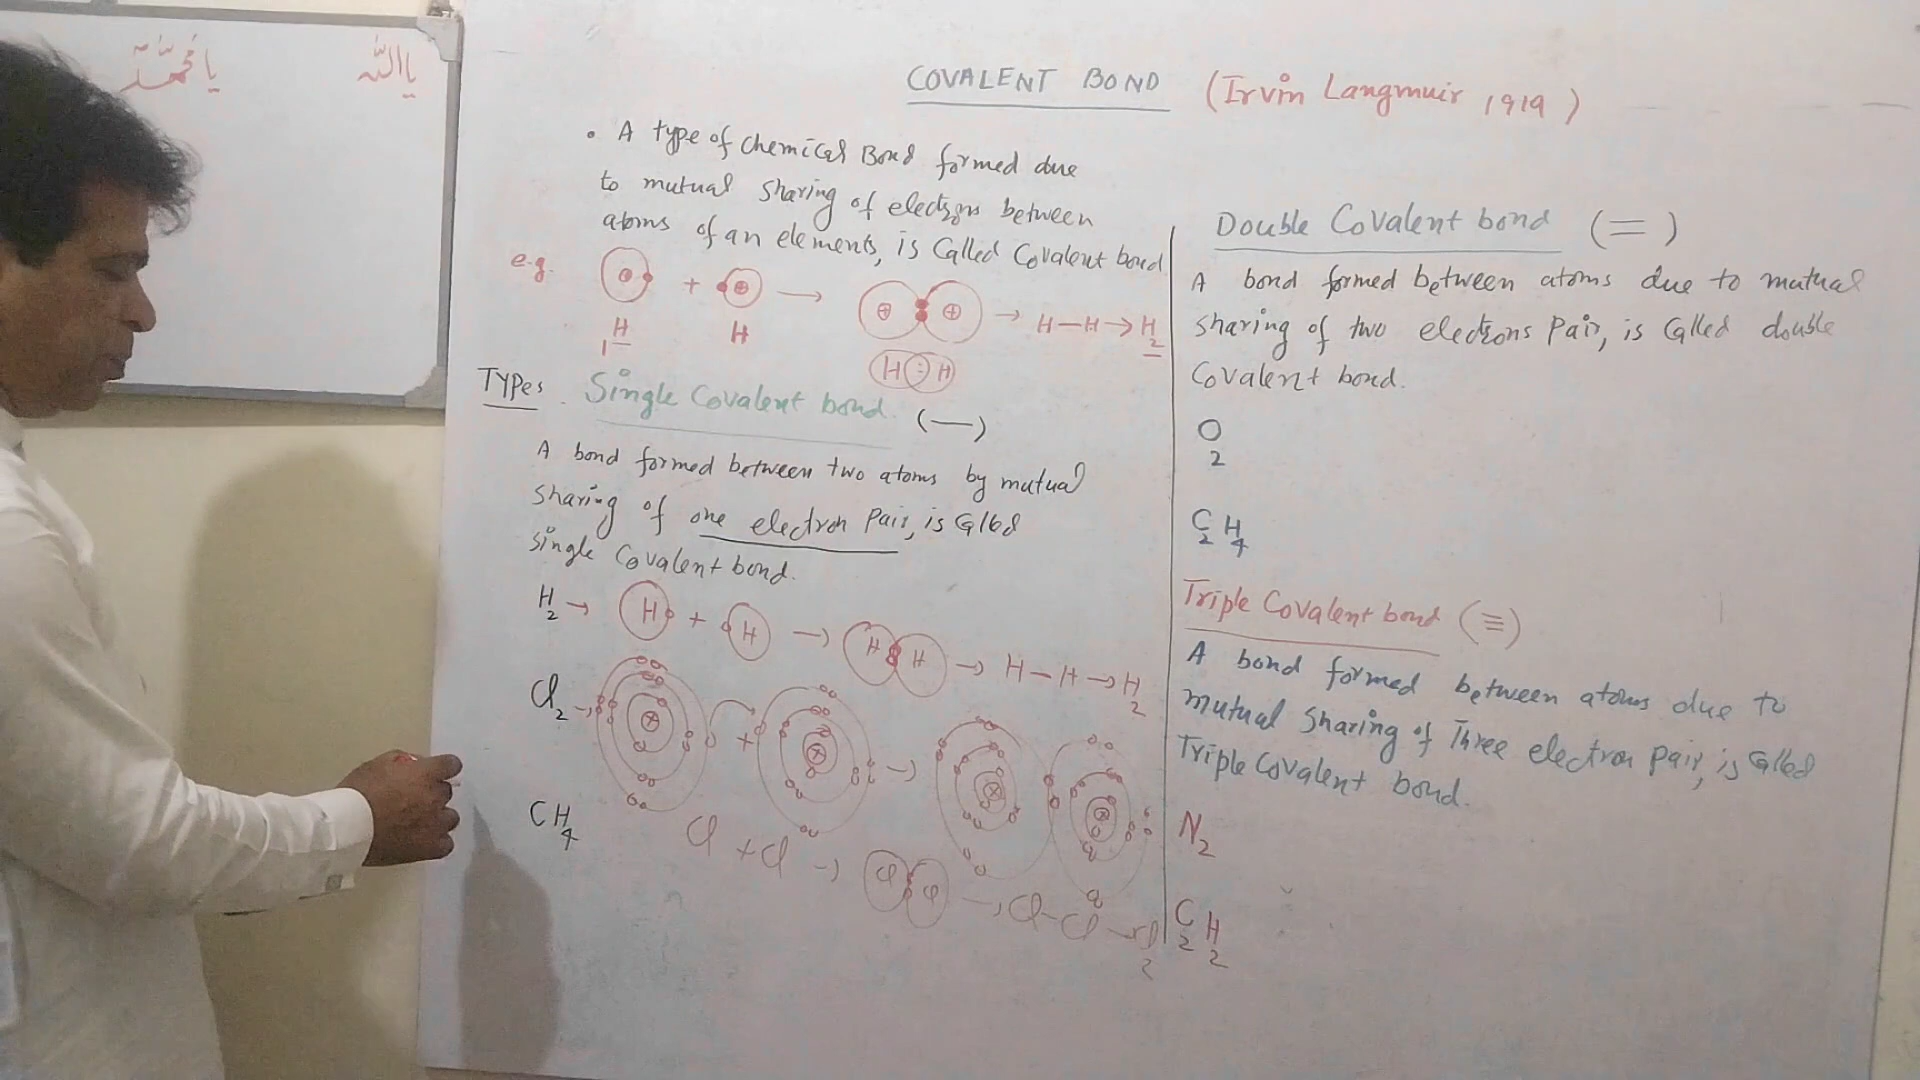 یا اللہ
یا محمد
COVALENT BOND (Irvin Langmuir 1919)
• A type of Chemical Bond formed due
to mutual Sharing of electrons between
atoms of an elements, is Called Covalent bond
e.g. + → → H—H → H2
H H
1
H : H
Types. Single Covalent bond. (—)
A bond formed between two atoms by mutual
Sharing of one electron Pair, is Called
Single Covalent bond.
H2 → H + H → H H → H — H → H2
Cl2 → + →
CH4
Cl + Cl → Cl Cl → Cl - Cl → Cl2
Double Covalent bond (=)
A bond formed between atoms due to mutual
Sharing of two electrons Pair, is Called double
Covalent bond.
O2
C2H4
Triple Covalent bond (≡)
A bond formed between atoms due to
mutual Sharing of Three electron pair, is Called
Triple Covalent bond.
N2
C2H2